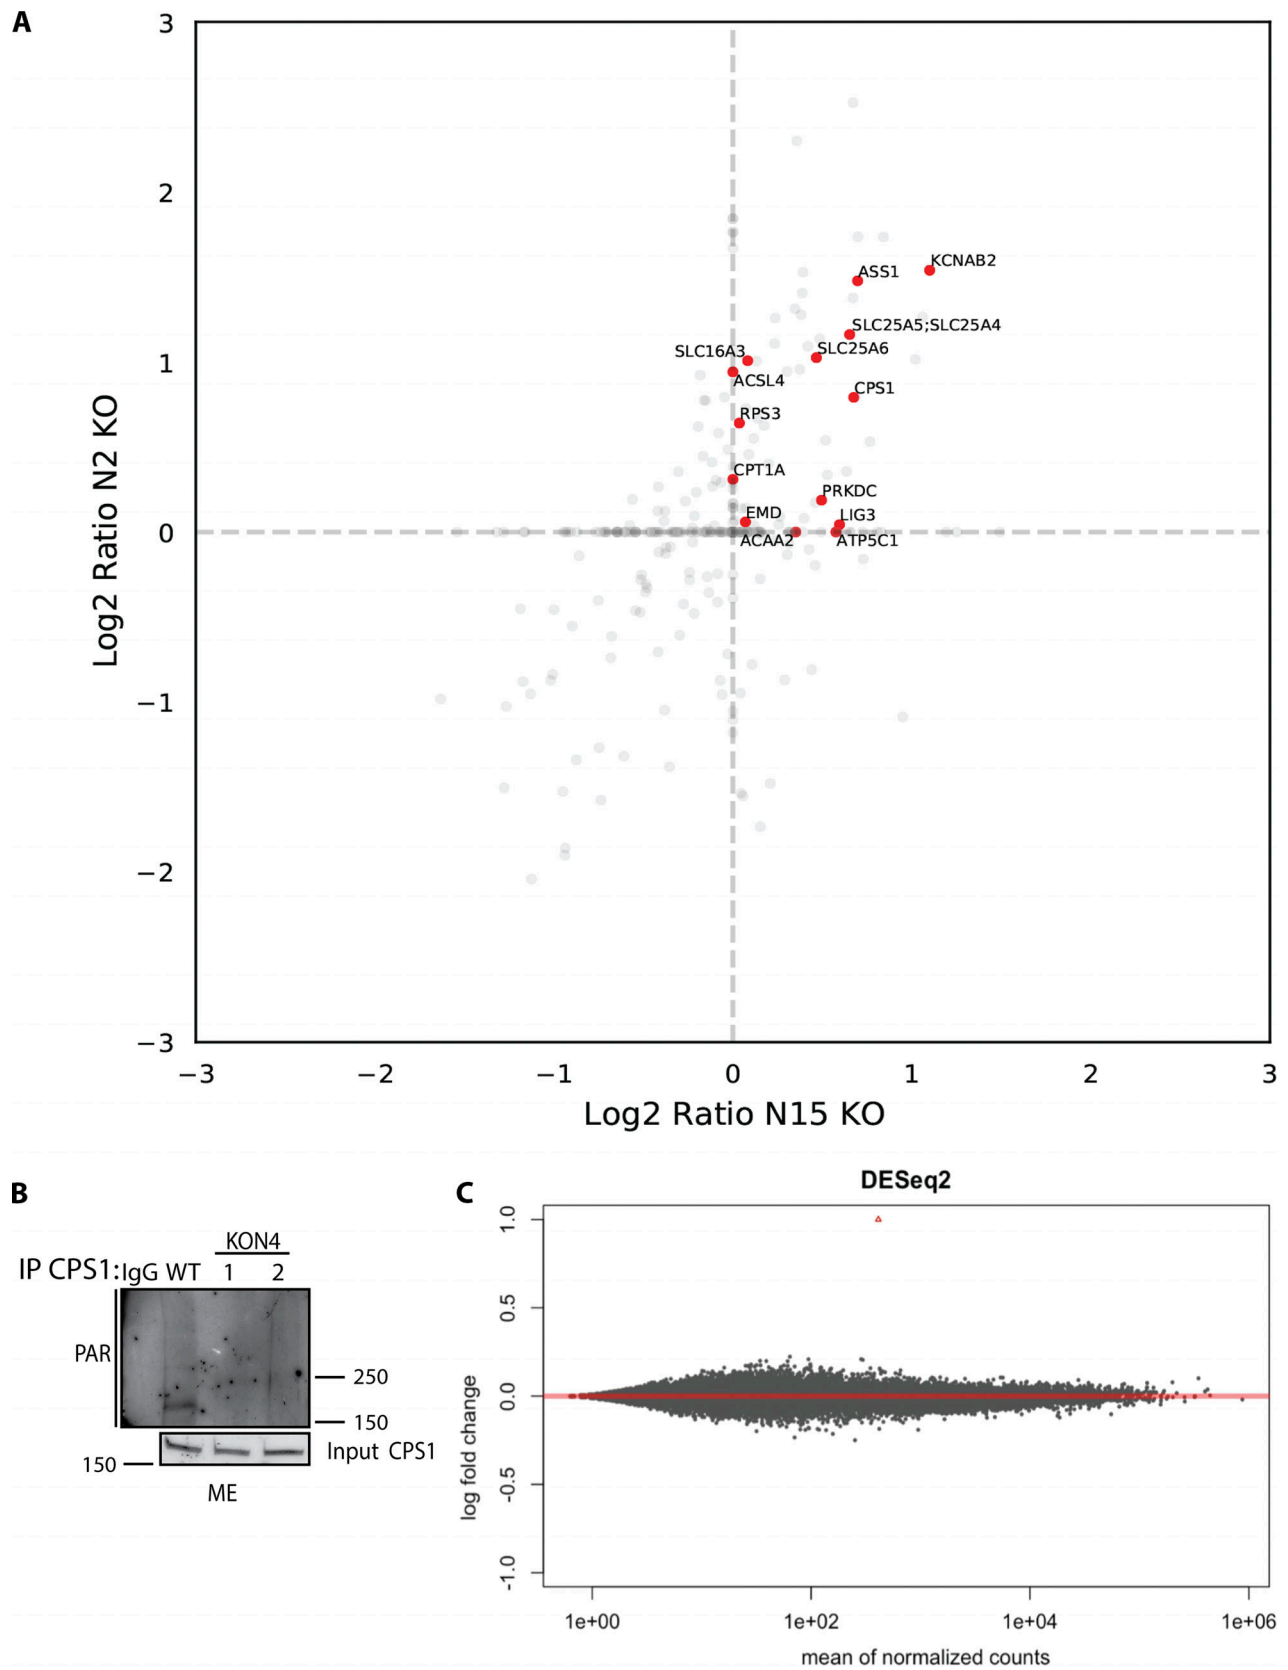 A
3
2
1
0
−1
−2
−3
Log2 Ratio N2 KO
KCNAB2
ASS1
SLC25A5;SLC25A4
SLC25A6
SLC16A3
ACSL4
CPS1
RPS3
CPT1A
PRKDC
EMD
LIG3
ACAA2
ATP5C1
−3 −2 −1 0 1 2 3
Log2 Ratio N15 KO
B
KON4
IP CPS1: IgG WT 1 2
PAR
250
150
Input CPS1
150
ME
C
DESeq2
1.0
0.5
0.0
-0.5
-1.0
log fold change
1e+00 1e+02 1e+04 1e+06
mean of normalized counts